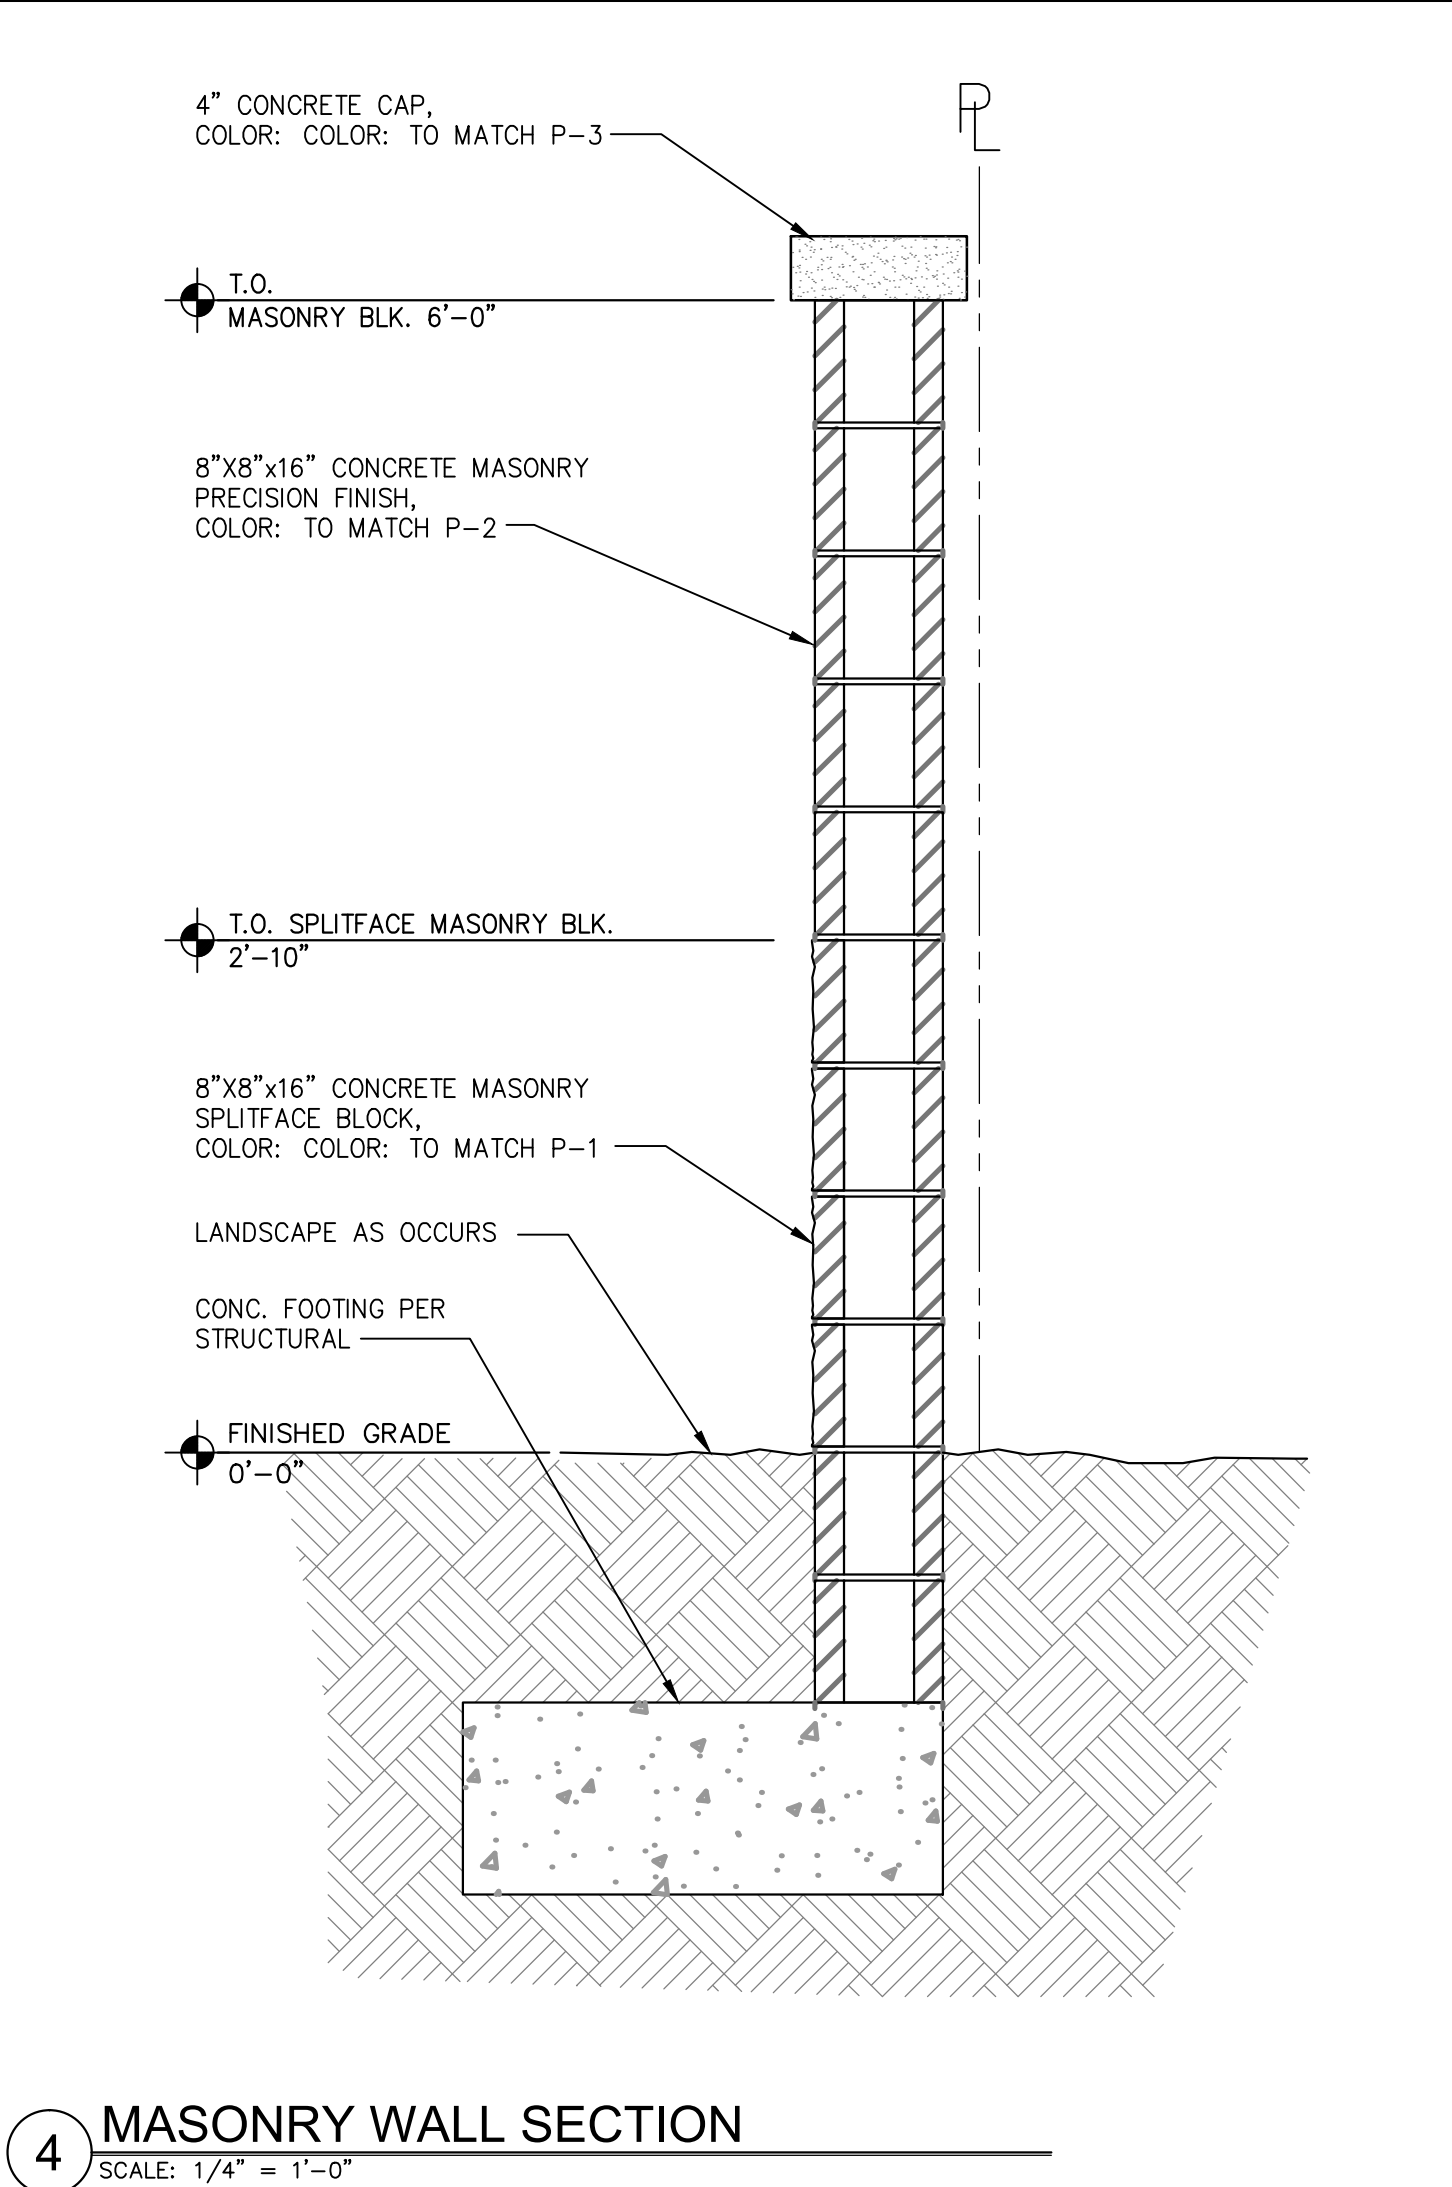 4" CONCRETE CAP,
COLOR: COLOR: TO MATCH P-3
PL
T.O.
MASONRY BLK. 6'-0"
8"X8"x16" CONCRETE MASONRY
PRECISION FINISH,
COLOR: TO MATCH P-2
T.O. SPLITFACE MASONRY BLK.
2'-10"
8"X8"x16" CONCRETE MASONRY
SPLITFACE BLOCK,
COLOR: COLOR: TO MATCH P-1
LANDSCAPE AS OCCURS
CONC. FOOTING PER
STRUCTURAL
FINISHED GRADE
0'-0"
4 MASONRY WALL SECTION
SCALE: 1/4" = 1'-0"